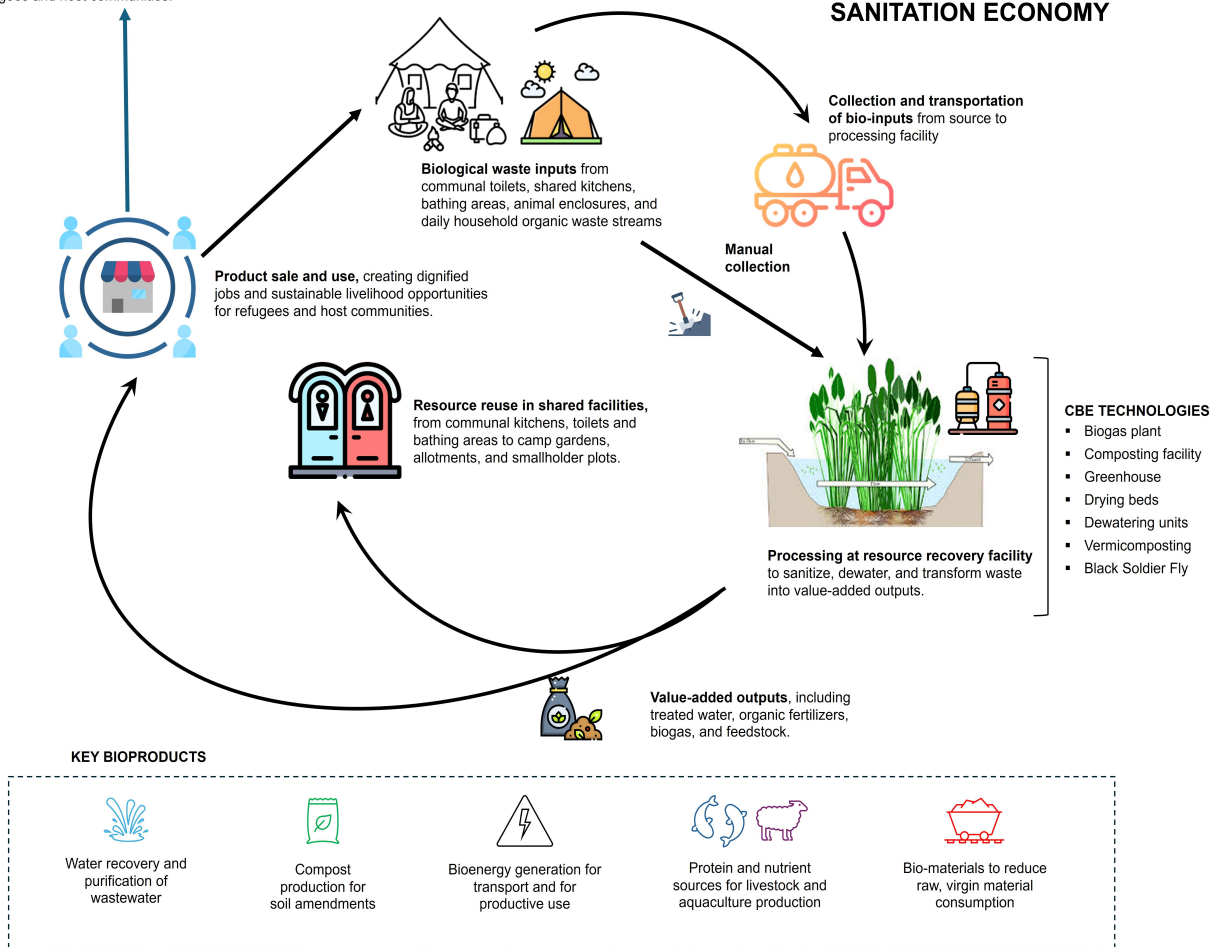 SANITATION ECONOMY
Collection and transportation
of bio-inputs from source to
processing facility
Biological waste inputs from
communal toilets, shared kitchens,
bathing areas, animal enclosures, and
daily household organic waste streams
Manual
collection
Product sale and use, creating dignified
jobs and sustainable livelihood opportunities
for refugees and host communities.
Resource reuse in shared facilities,
from communal kitchens, toilets and
bathing areas to camp gardens,
allotments, and smallholder plots.
CBE TECHNOLOGIES
▪ Biogas plant
▪ Composting facility
▪ Greenhouse
▪ Drying beds
▪ Dewatering units
▪ Vermicomposting
▪ Black Soldier Fly
Flow
Processing at resource recovery facility
to sanitize, dewater, and transform waste
into value-added outputs.
Value-added outputs, including
treated water, organic fertilizers,
biogas, and feedstock.
KEY BIOPRODUCTS
Water recovery and
purification of
wastewater
Compost
production for
soil amendments
Bioenergy generation for
transport and for
productive use
Protein and nutrient
sources for livestock and
aquaculture production
Bio-materials to reduce
raw, virgin material
consumption